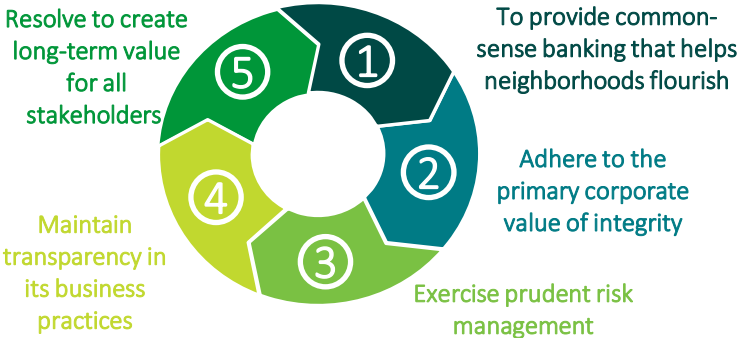 1
To provide common-
sense banking that helps
neighborhoods flourish
2
Adhere to the
primary corporate
value of integrity
3
Exercise prudent risk
management
4
Maintain
transparency in
its business
practices
5
Resolve to create
long-term value
for all
stakeholders